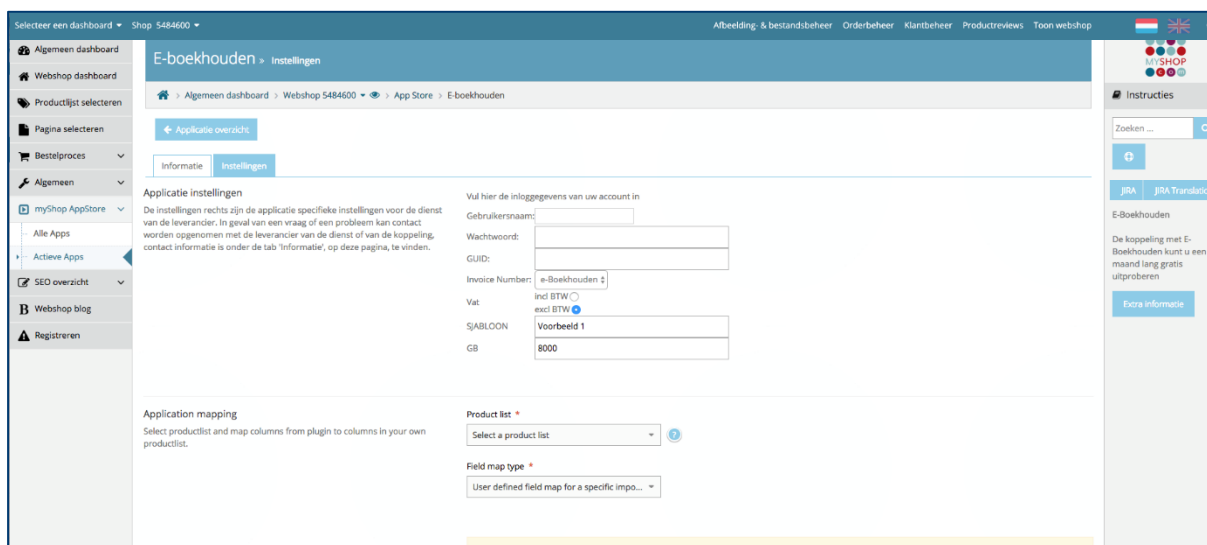 Selecteer een dashboard Shop 5484600 Afbeelding- & bestandsbeheer Orderbeheer Klantbeheer Productreviews Toon webshop
Algemeen dashboard
Webshop dashboard
Productlijst selecteren
Pagina selecteren
Bestelproces
Algemeen
myShop AppStore
Alle Apps
Actieve Apps
SEO overzicht
Webshop blog
Registreren
E-boekhouden » Instellingen
> Algemeen dashboard > Webshop 5484600 > App Store > E-boekhouden
Applicatie overzicht
Informatie Instellingen
Applicatie instellingen
De instellingen rechts zijn de applicatie specifieke instellingen voor de dienst
van de leverancier. In geval van een vraag of een probleem kan contact
worden opgenomen met de leverancier van de dienst of van de koppeling,
contact informatie is onder de tab 'Informatie', op deze pagina, te vinden.
Vul hier de inloggegevens van uw account in
Gebruikersnaam:
Wachtwoord:
GUID:
Invoice Number: e-Boekhouden
Vat incl BTW
excl BTW
SJABLOON Voorbeeld 1
GB 8000
Application mapping
Select productlist and map columns from plugin to columns in your own
productlist.
Product list *
Select a product list ?
Field map type *
User defined field map for a specific impo...
MYSHOP
com
Instructies
Zoeken ...
JIRA JIRA Translatio
E-Boekhouden
De koppeling met E-
Boekhouden kunt u een
maand lang gratis
uitproberen
Extra informatie